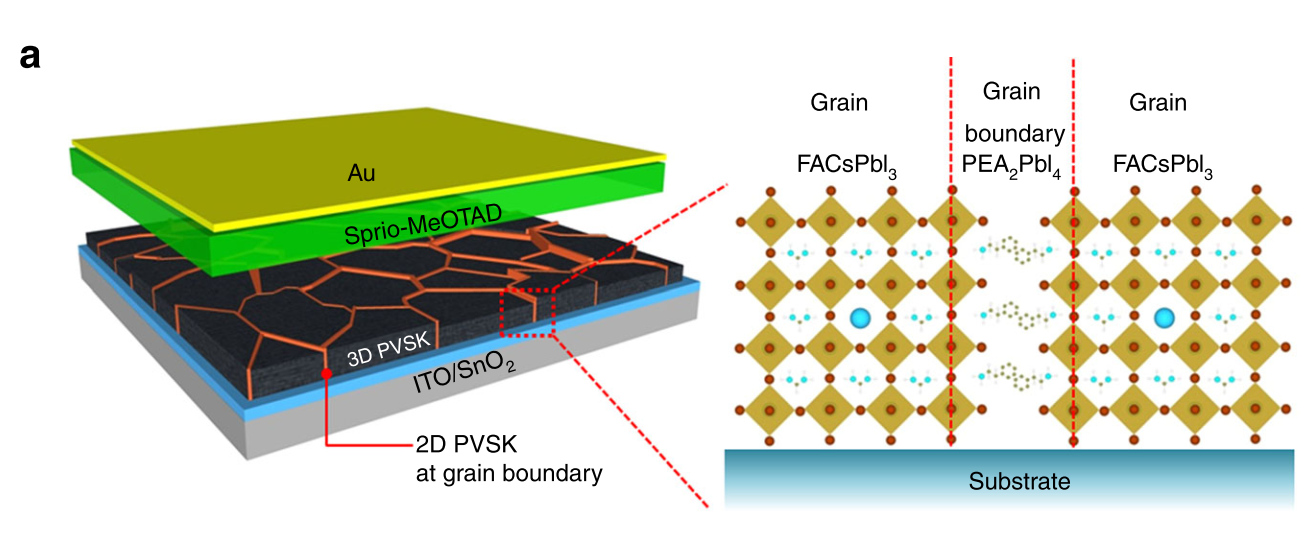 a
Au
Sprio-MeOTAD
3D PVSK
ITO/SnO₂
2D PVSK
at grain boundary
Grain
FACsPbI₃
Grain
boundary
PEA₂PbI₄
Grain
FACsPbI₃
Substrate